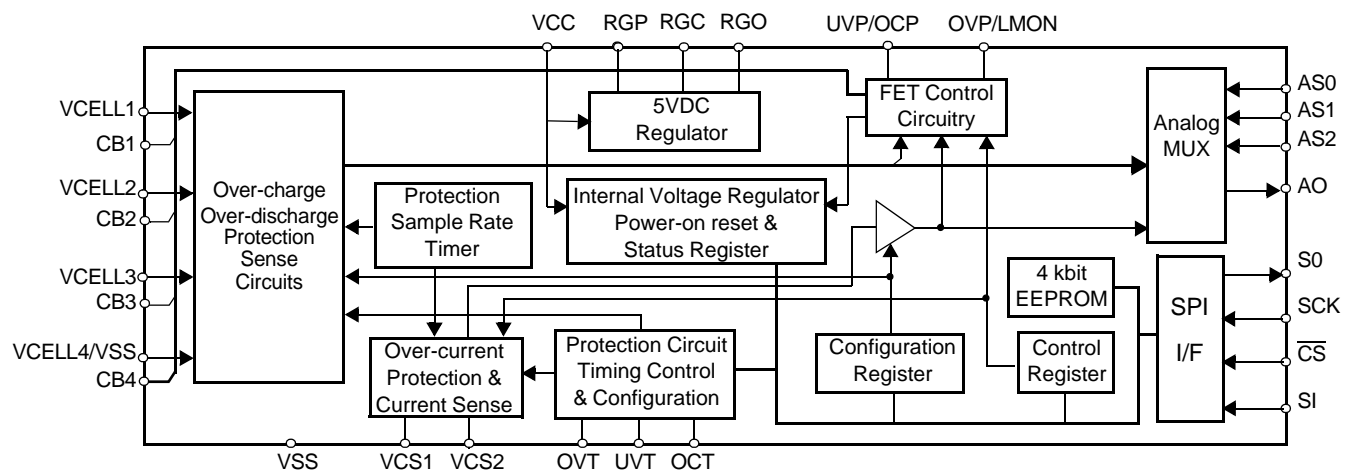 VCC RGP RGC RGO UVP/OCP OVP/LMON
VCELL1
CB1
VCELL2
CB2
VCELL3
CB3
VCELL4/VSS
CB4
Over-charge
Over-discharge
Protection
Sense
Circuits
5VDC
Regulator
FET Control
Circuitry
Analog
MUX
AS0
AS1
AS2
AO
Protection
Sample Rate
Timer
Internal Voltage Regulator
Power-on reset &
Status Register
4 kbit
EEPROM
SPI
I/F
S0
SCK
CS
SI
Over-current
Protection &
Current Sense
Protection Circuit
Timing Control
& Configuration
Configuration
Register
Control
Register
VSS VCS1 VCS2 OVT UVT OCT